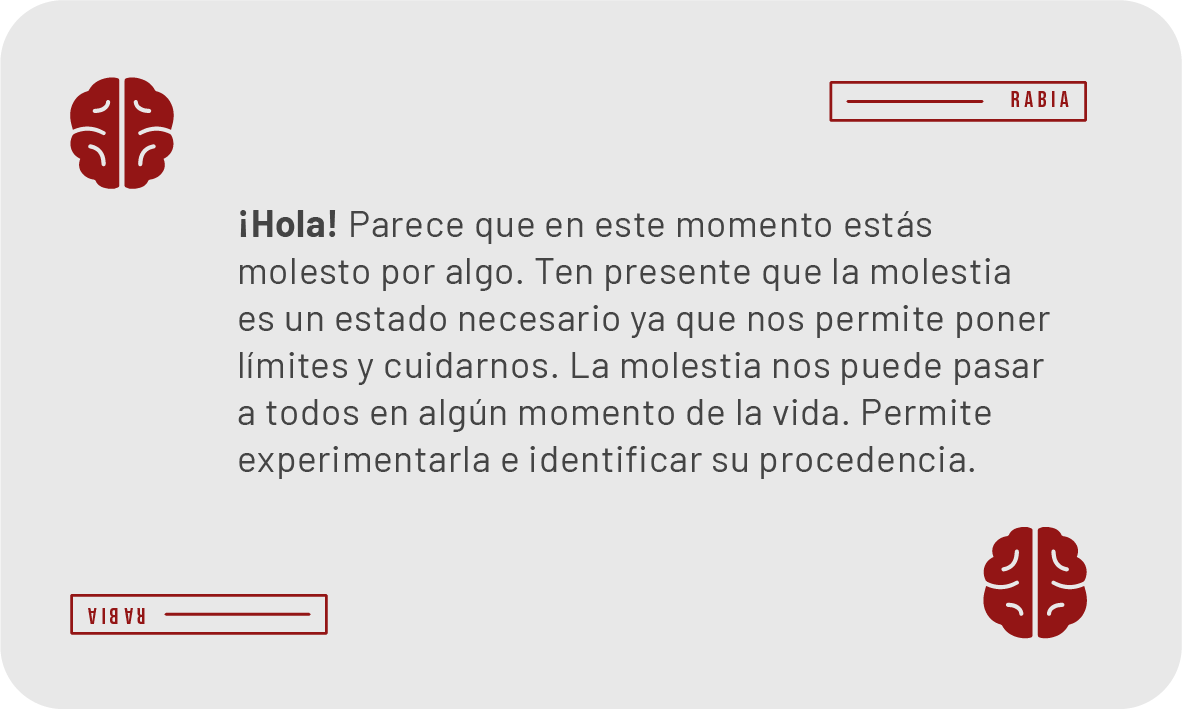 RABIA
¡Hola! Parece que en este momento estás
molesto por algo. Ten presente que la molestia
es un estado necesario ya que nos permite poner
límites y cuidarnos. La molestia nos puede pasar
a todos en algún momento de la vida. Permite
experimentarla e identificar su procedencia.
RABIA